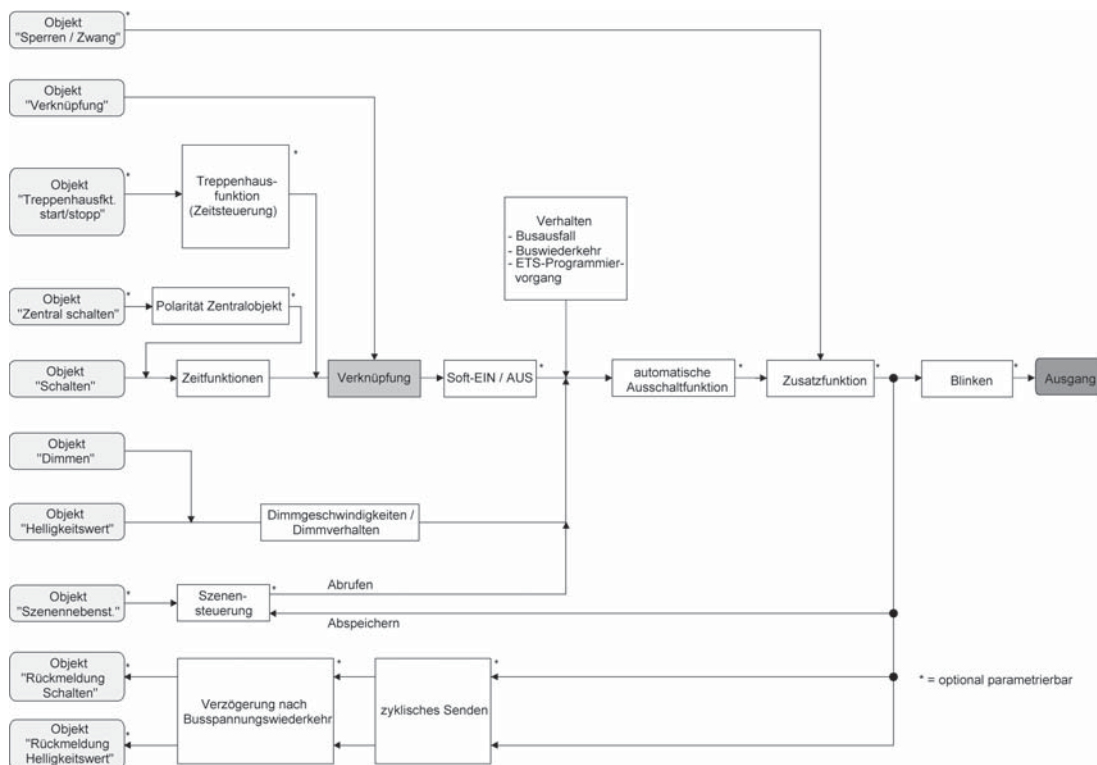 Objekt
"Sperren / Zwang"
*
Objekt
"Verknüpfung"
Objekt
"Treppenhausfkt.
start/stopp"
*
Treppenhaus-
funktion
(Zeitsteuerung)
*
Verhalten
- Busausfall
- Buswiederkehr
- ETS-Programmier-
vorgang
Objekt
"Zentral schalten"
*
Polarität Zentralobjekt
*
Objekt
"Schalten"
Zeitfunktionen
Verknüpfung
Soft-EIN / AUS
*
automatische
Ausschaltfunktion
*
Zusatzfunktion
*
Blinken
*
Ausgang
Objekt
"Dimmen"
Objekt
"Helligkeitswert"
Dimmgeschwindigkeiten /
Dimmverhalten
Objekt
"Szenennebenst."
*
Szenen-
steuerung
*
Abrufen
Abspeichern
Objekt
"Rückmeldung
Schalten"
*
Verzögerung nach
Busspannungswiederkehr
*
zyklisches Senden
*
* = optional parametrierbar
Objekt
"Rückmeldung
Helligkeitswert"
*